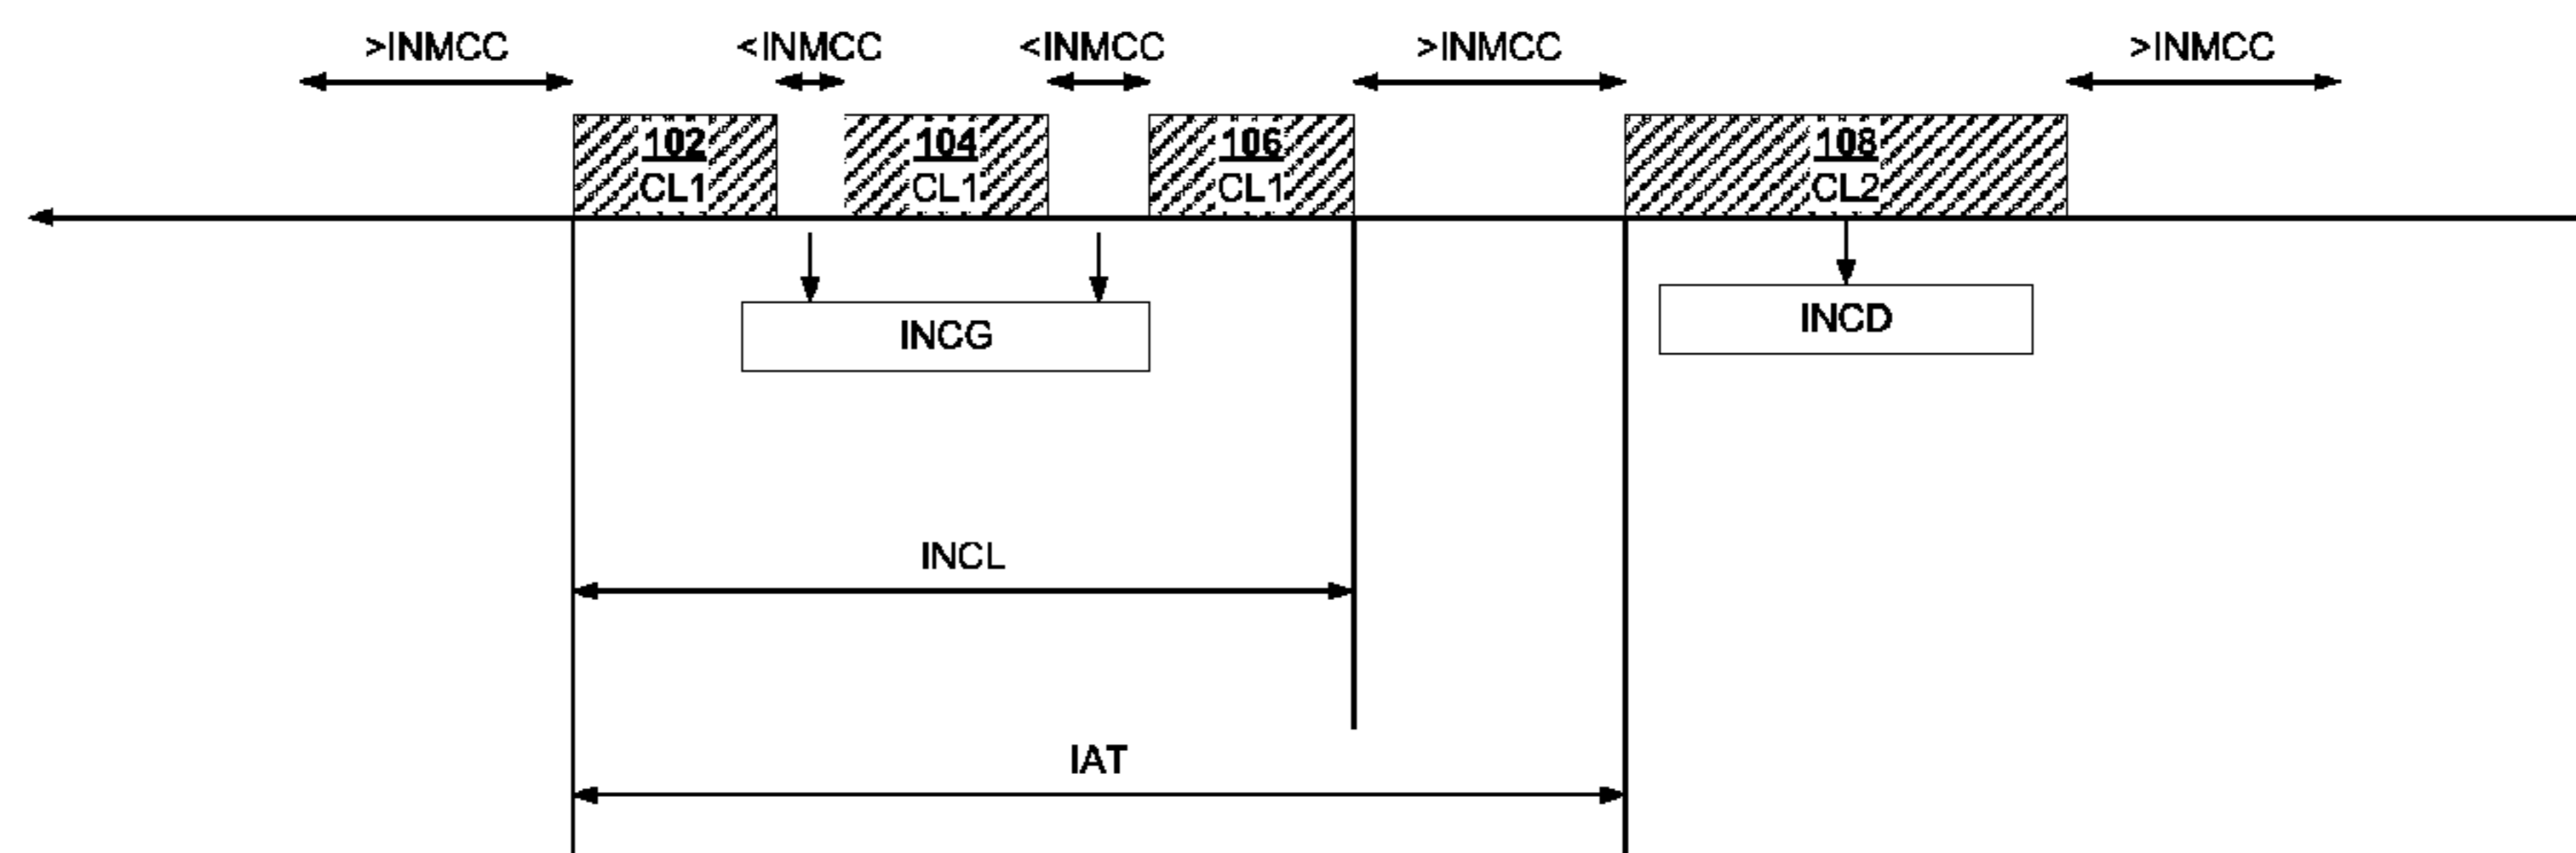 >INMCC <INMCC <INMCC >INMCC >INMCC
102 104 106 108
CL1 CL1 CL1 CL2
INCG INCD
INCL
IAT